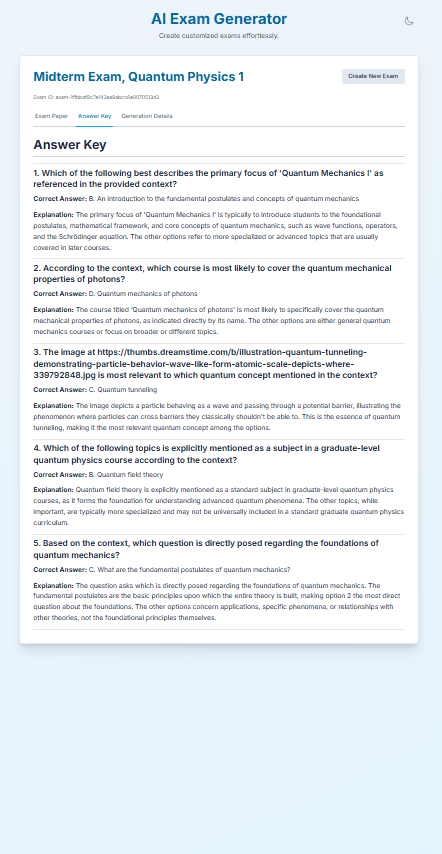 AI Exam Generator
Create customized exams effortlessly.
Midterm Exam, Quantum Physics 1
Create New Exam
Exam Paper
Answer Key
Generation Details
Answer Key
1. Which of the following best describes the primary focus of 'Quantum Mechanics I' as
referenced in the provided context?
Correct Answer: B. An introduction to the fundamental postulates and concepts of quantum mechanics
Explanation: The primary focus of 'Quantum Mechanics I' is typically to introduce students to the foundational
postulates, mathematical framework, and core concepts of quantum mechanics, such as wave functions, operators,
and the Schrödinger equation. The other options refer to more specialized or advanced topics that are usually
covered in later courses.
2. According to the context, which course is most likely to cover the quantum mechanical
properties of photons?
Correct Answer: D. Quantum mechanics of photons
Explanation: The course titled 'Quantum mechanics of photons' is most likely to specifically cover the quantum
mechanical properties of photons, as indicated directly by its name. The other options are either general quantum
mechanics courses or focus on broader or different topics.
3. The image at https://thumbs.dreamstime.com/b/illustration-quantum-tunneling-
demonstrating-particle-behavior-wave-like-form-atomic-scale-depicts-where-
339792848.jpg is most relevant to which quantum concept mentioned in the context?
Correct Answer: C. Quantum tunneling
Explanation: The image depicts a particle behaving as a wave and passing through a potential barrier, illustrating the
phenomenon where particles can cross barriers they classically shouldn't be able to. This is the essence of quantum
tunneling, making it the most relevant quantum concept among the options.
4. Which of the following topics is explicitly mentioned as a subject in a graduate-level
quantum physics course according to the context?
Correct Answer: B. Quantum field theory
Explanation: Quantum field theory is explicitly mentioned as a standard subject in graduate-level quantum physics
courses, as it forms the foundation for understanding advanced quantum phenomena. The other topics, while
important, are typically more specialized and may not be universally included in a standard graduate quantum physics
curriculum.
5. Based on the context, which question is directly posed regarding the foundations of
quantum mechanics?
Correct Answer: C. What are the fundamental postulates of quantum mechanics?
Explanation: The question asks which is directly posed regarding the foundations of quantum mechanics. The
fundamental postulates are the basic principles upon which the entire theory is built, making option 2 the most direct
question about the foundations. The other options concern applications, specific phenomena, or relationships with
other theories, not the foundational principles themselves.